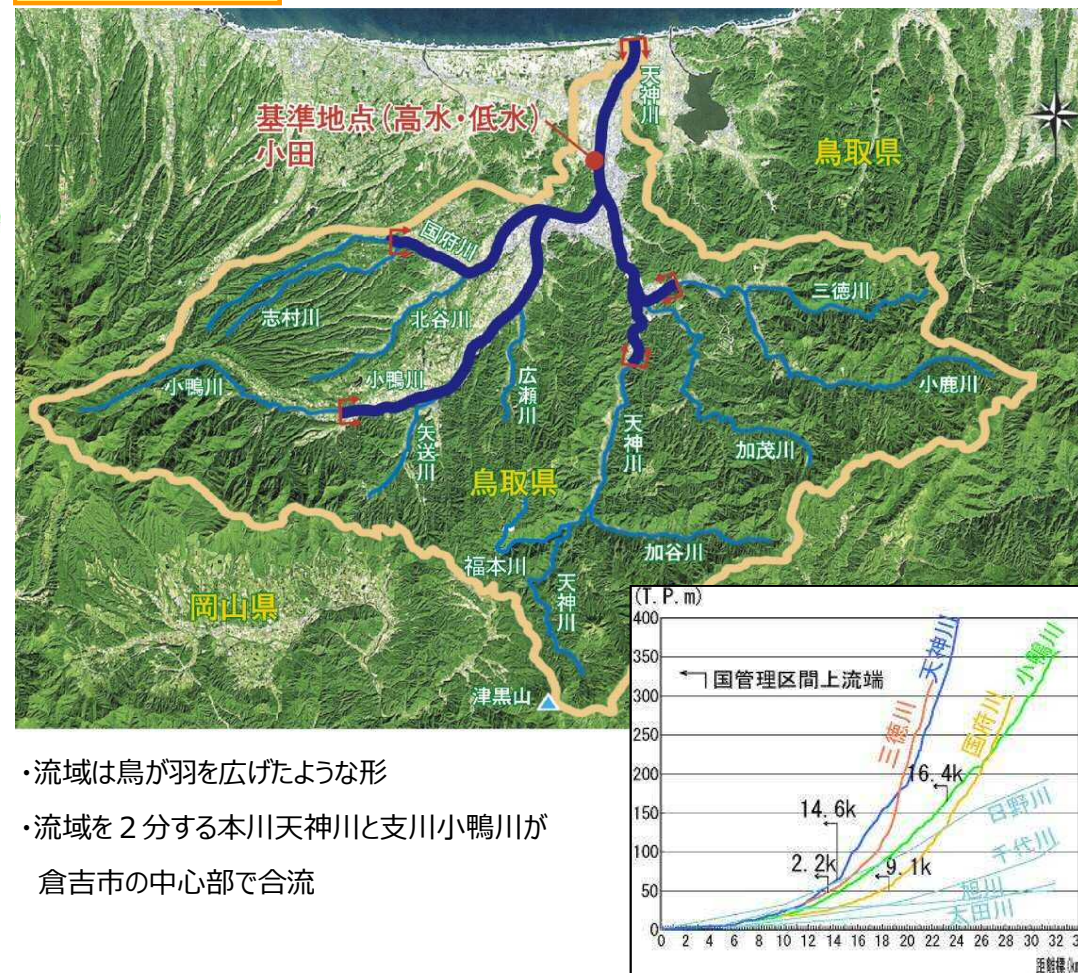 天神川
基準地点(高水・低水)
小田
鳥取県
国府川
志村川
北谷川
三徳川
小鴨川
小鴨川
広瀬川
小鹿川
天送川
天神川
加茂川
鳥取県
加谷川
福本川
天神川
岡山県
津黒山
・流域は鳥が羽を広げたような形
・流域を2分する本川天神川と支川小鴨川が
倉吉市の中心部で合流
(T.P.m)
400
350
300
250
200
150
100
50
0
国管理区間上流端
天神川
小鴨川
三徳川
国府川
16.4k
14.6k
日野川
2.2k
9.1k
千代川
旭川
太田川
0 2 4 6 8 10 12 14 16 18 20 22 24 26 28 30 32
距離標